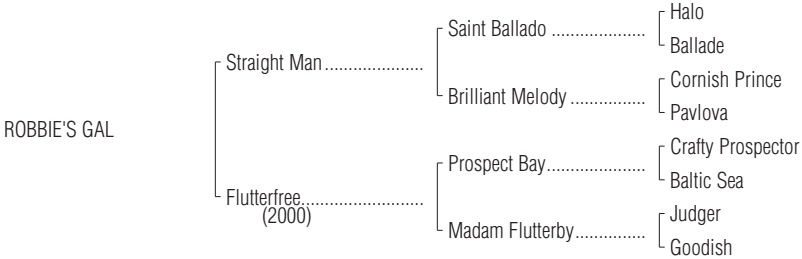 Halo
Saint Ballado ....................
Ballade
Straight Man.....................
Cornish Prince
Brilliant Melody ................
Pavlova
ROBBIE'S GAL
Crafty Prospector
Prospect Bay.....................
Baltic Sea
Flutterfree..........................
(2000)
Judger
Madam Flutterby...............
Goodish